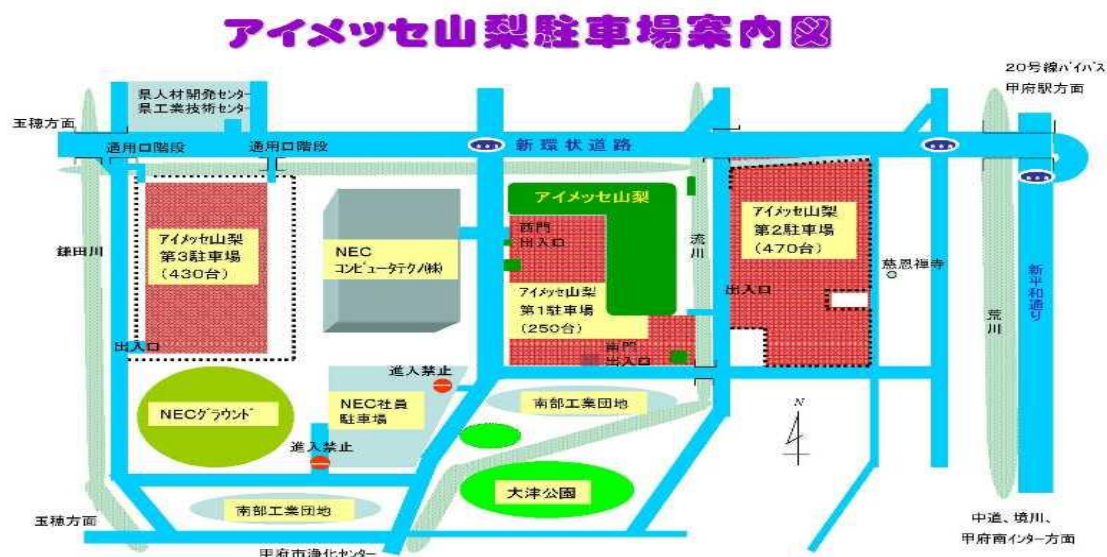 アイメッセ山梨駐車場案内図
20号線バイパス
甲府駅方面
県人材開発センター
県工業技術センター
玉穂方面
通用口階段
通用口階段
新環状道路
アイメッセ山梨
西門
出入口
アイメッセ山梨
第3駐車場
(430台)
鎌田川
NEC
コンピュータテクノ(株)
アイメッセ山梨
第1駐車場
(250台)
流川
アイメッセ山梨
第2駐車場
(470台)
慈恩禅寺
新平和通り
荒川
出入口
出入口
南門
出入口
進入禁止
NECグラウンド
NEC社員
駐車場
南部工業団地
N
進入禁止
大津公園
南部工業団地
玉穂方面
甲府市浄化センター
中道、境川、
甲府南インター方面